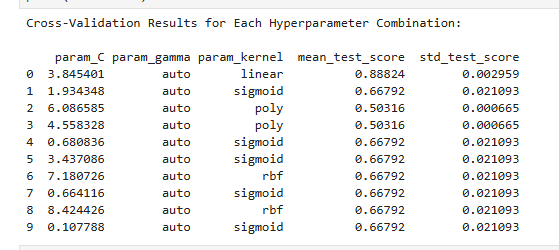 Cross-Validation Results for Each Hyperparameter Combination:
param_C param_gamma param_kernel mean_test_score std_test_score
0 3.845401 auto linear 0.88824 0.002959
1 1.934348 auto sigmoid 0.66792 0.021093
2 6.086585 auto poly 0.50316 0.000665
3 4.558328 auto poly 0.50316 0.000665
4 0.680836 auto sigmoid 0.66792 0.021093
5 3.437086 auto sigmoid 0.66792 0.021093
6 7.180726 auto rbf 0.66792 0.021093
7 0.664116 auto sigmoid 0.66792 0.021093
8 8.424426 auto rbf 0.66792 0.021093
9 0.107788 auto sigmoid 0.66792 0.021093